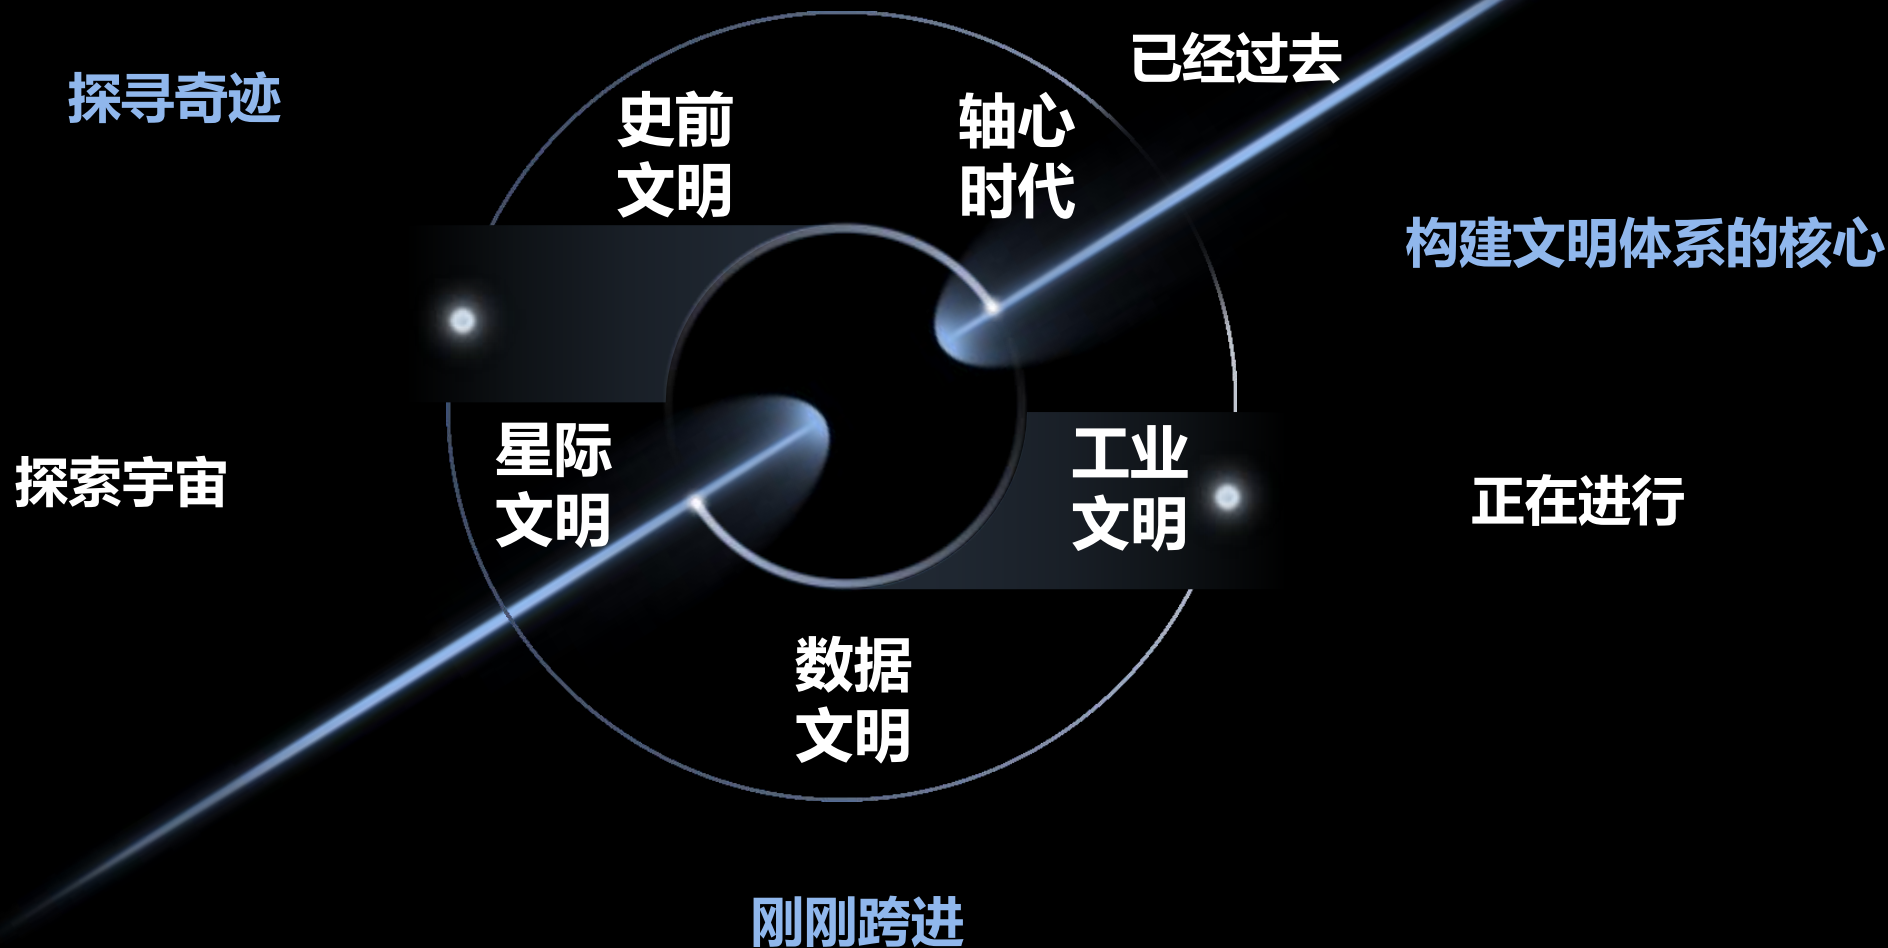 已经过去
探寻奇迹
史前
文明
轴心
时代
构建文明体系的核心
星际
文明
工业
文明
探索宇宙
正在进行
数据
文明
刚刚跨进